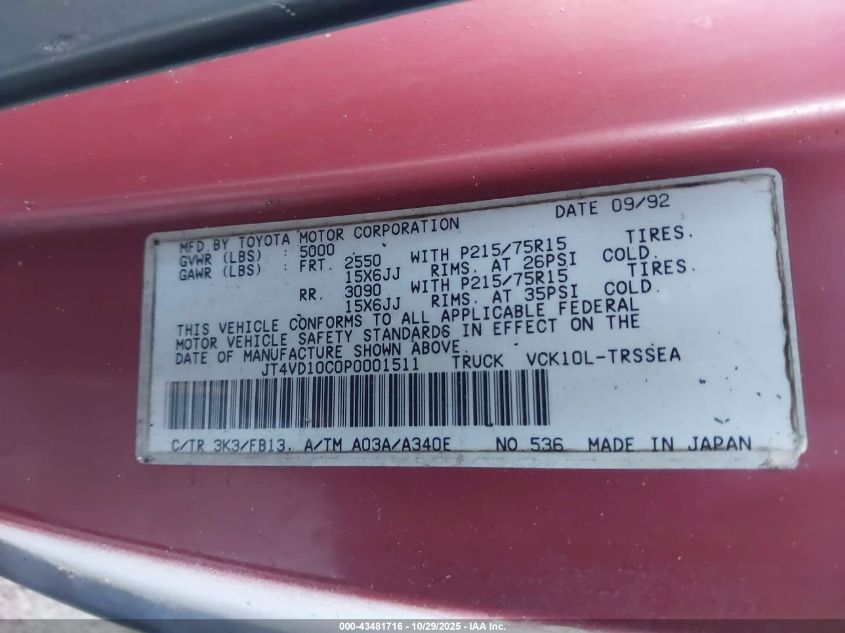 MFD.BY TOYOTA MOTOR CORPORATION DATE 09/92
GVWR (LBS) : 5000
GAWR (LBS) : FRT. 2550 WITH P215/75R15 TIRES.
15X6JJ RIMS. AT 26PSI COLD.
RR. 3090 WITH P215/75R15 TIRES.
15X6JJ RIMS. AT 35PSI COLD.
THIS VEHICLE CONFORMS TO ALL APPLICABLE FEDERAL
MOTOR VEHICLE SAFETY STANDARDS IN EFFECT ON THE
DATE OF MANUFACTURE SHOWN ABOVE.
JT4VD10C0P0001511 TRUCK VCK10L-TRSSEA
C/TR 3K3/FB13, A/TM A03A/A340E NO.536 MADE IN JAPAN
000-43481716 - 10/29/2025 - IAA Inc.